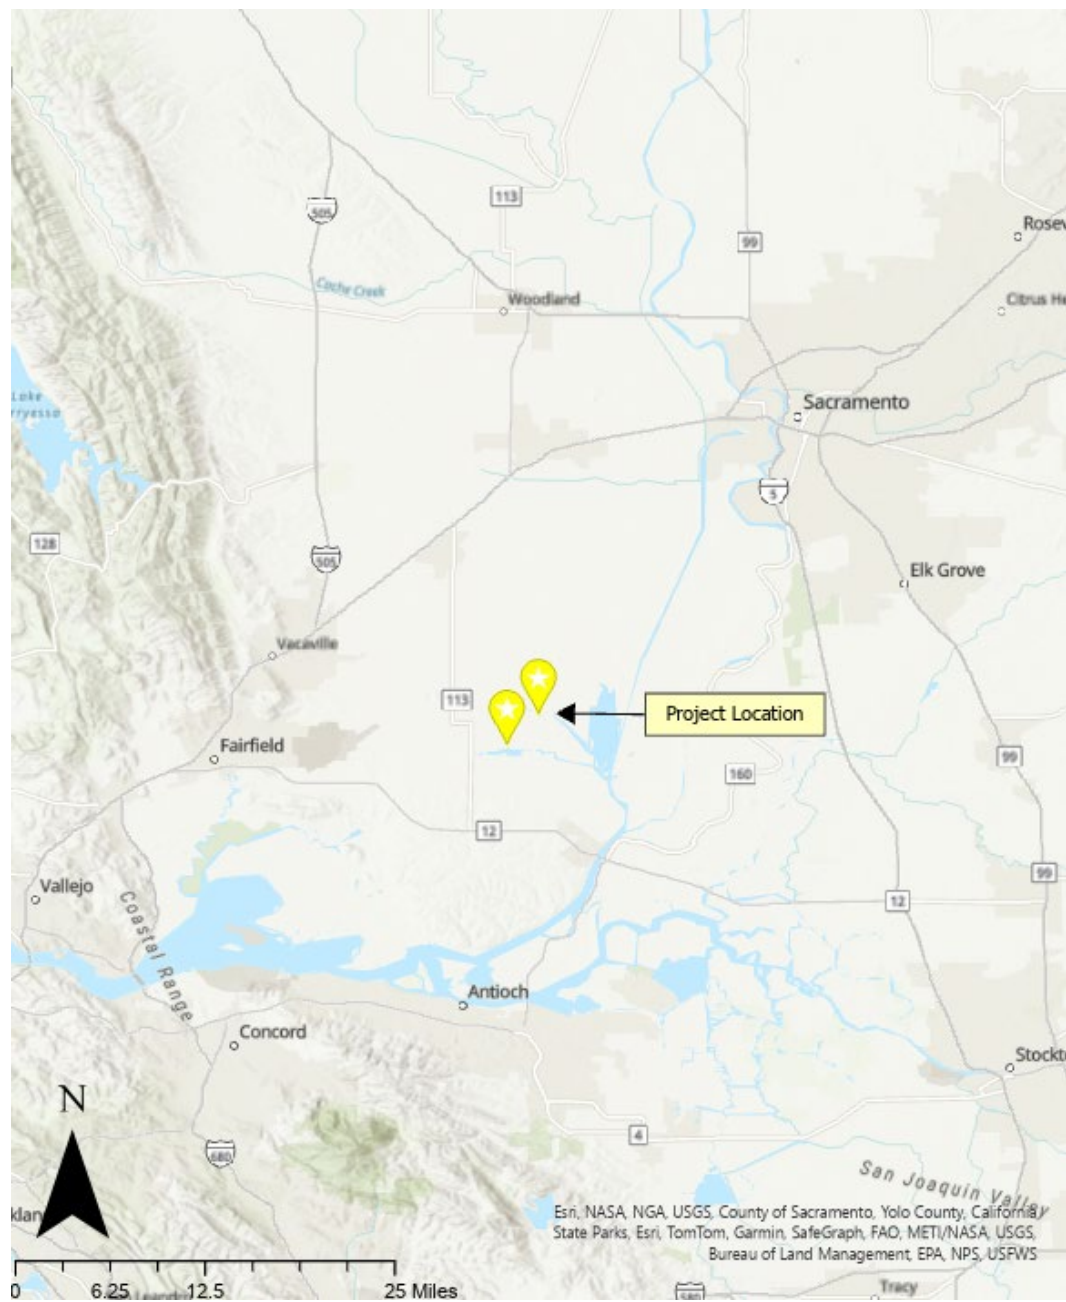 113
505
99
Rosev
Cache Creek
Woodland
Citrus He
Lake
rryessa
Sacramento
5
128
505
Elk Grove
Vacaville
113
Project Location
Fairfield
99
160
12
99
Vallejo
12
Coastal Range
Antioch
Concord
Stockt
N
4
680
San Joaquin Valley
klan
Esri, NASA, NGA, USGS, County of Sacramento, Yolo County, California
State Parks, Esri, TomTom, Garmin, SafeGraph, FAO, METI/NASA, USGS,
Bureau of Land Management, EPA, NPS, USFWS
0 6.25 12.5 25 Miles
580
Tracy